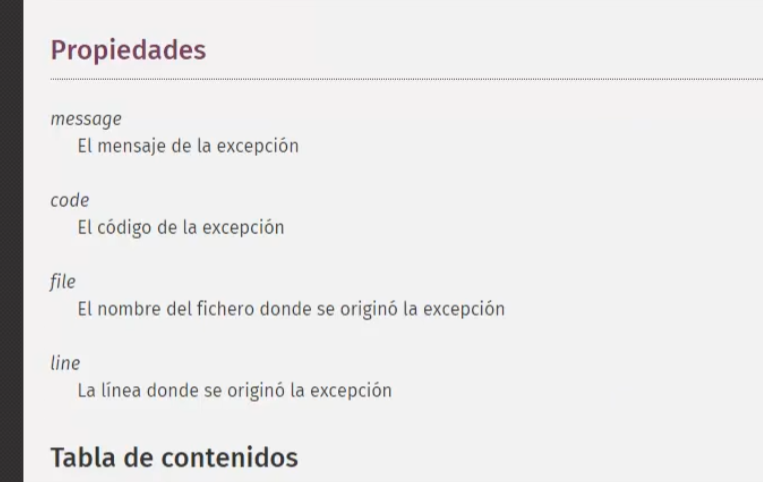 Propiedades
message
El mensaje de la excepción
code
El código de la excepción
file
El nombre del fichero donde se originó la excepción
line
La línea donde se originó la excepción
Tabla de contenidos